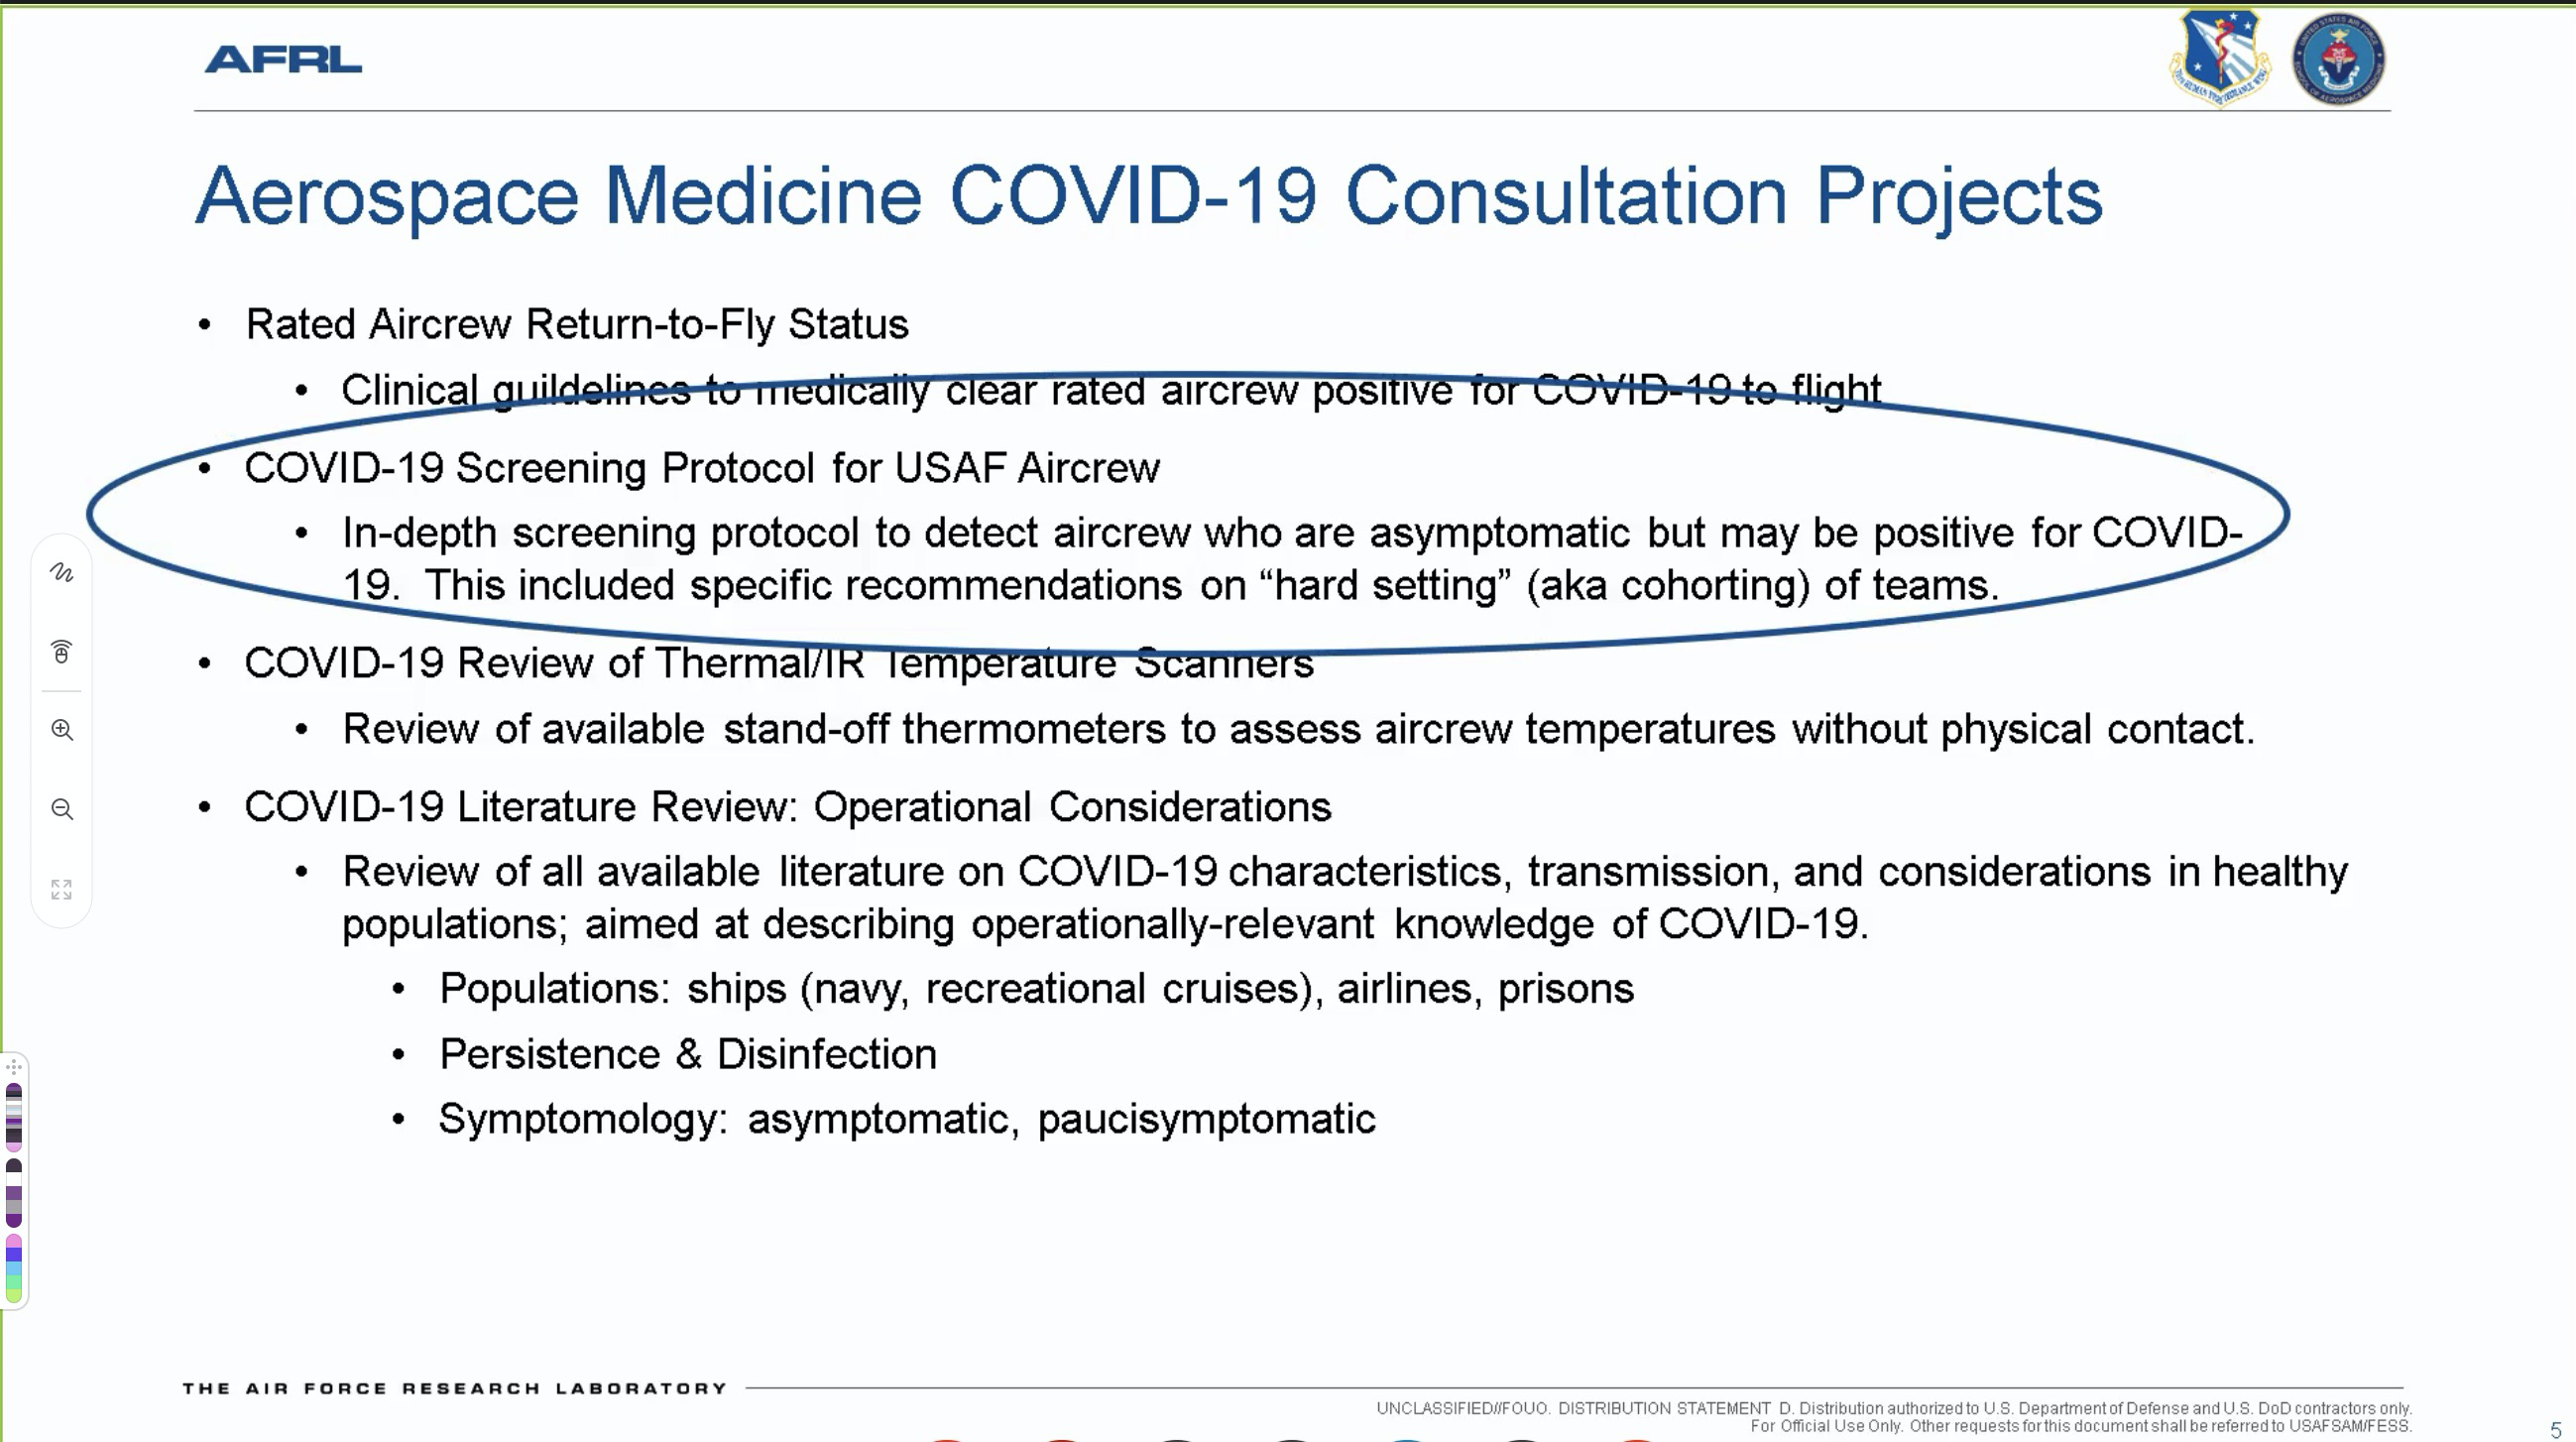 AFRL
Aerospace Medicine COVID-19 Consultation Projects
• Rated Aircrew Return-to-Fly Status
• Clinical guildelines to medically clear rated aircrew positive for COVID-19 to flight
• COVID-19 Screening Protocol for USAF Aircrew
• In-depth screening protocol to detect aircrew who are asymptomatic but may be positive for COVID-
19. This included specific recommendations on “hard setting” (aka cohorting) of teams.
• COVID-19 Review of Thermal/IR Temperature Scanners
• Review of available stand-off thermometers to assess aircrew temperatures without physical contact.
• COVID-19 Literature Review: Operational Considerations
• Review of all available literature on COVID-19 characteristics, transmission, and considerations in healthy
populations; aimed at describing operationally-relevant knowledge of COVID-19.
• Populations: ships (navy, recreational cruises), airlines, prisons
• Persistence & Disinfection
• Symptomology: asymptomatic, paucisymptomatic
THE AIR FORCE RESEARCH LABORATORY
UNCLASSIFIED//FOUO. DISTRIBUTION STATEMENT D. Distribution authorized to U.S. Department of Defense and U.S. DoD contractors only.
For Official Use Only. Other requests for this document shall be referred to USAFSAM/FESS.
5